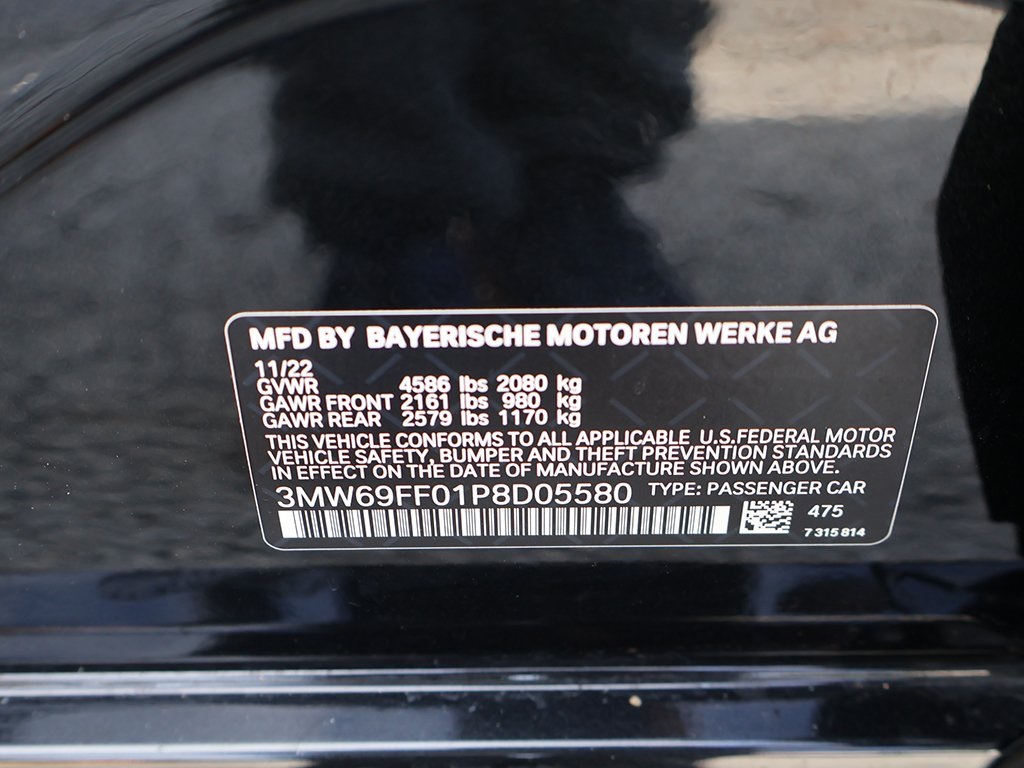 MFD BY BAYERISCHE MOTOREN WERKE AG
11/22
GVWR 4586 lbs 2080 kg
GAWR FRONT 2161 lbs 980 kg
GAWR REAR 2579 lbs 1170 kg
THIS VEHICLE CONFORMS TO ALL APPLICABLE U.S.FEDERAL MOTOR
VEHICLE SAFETY, BUMPER AND THEFT PREVENTION STANDARDS
IN EFFECT ON THE DATE OF MANUFACTURE SHOWN ABOVE.
3MW69FF01P8D05580 TYPE: PASSENGER CAR
475
7 315 814